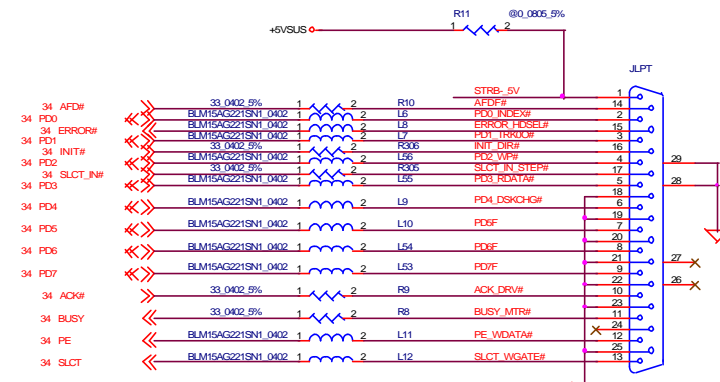 R11 @0_0805_5%
+5VSUS 1 2
JLPT
STRB-_5V 1
34 AFD# 33_0402_5% 1 2 R10 AFDF# 14
34 PD0 BLM15AG221SN1_0402 1 2 L6 PD0_INDEX# 2
34 ERROR# BLM15AG221SN1_0402 1 2 L8 ERROR_HDSEL# 15
34 PD1 BLM15AG221SN1_0402 1 2 L7 PD1_TRK0# 3
34 INIT# 33_0402_5% 1 2 R306 INIT_DIR# 16
34 PD2 BLM15AG221SN1_0402 1 2 L56 PD2_WP# 4 29
34 SLCT_IN# 33_0402_5% 1 2 R305 SLCT_IN_STEP# 17
34 PD3 BLM15AG221SN1_0402 1 2 L55 PD3_RDATA# 5 28
18
34 PD4 BLM15AG221SN1_0402 1 2 L9 PD4_DSKCHG# 6
19
34 PD5 BLM15AG221SN1_0402 1 2 L10 PD5F 7
20
34 PD6 BLM15AG221SN1_0402 1 2 L54 PD6F 8
21 27
34 PD7 BLM15AG221SN1_0402 1 2 L53 PD7F 9
22 26
34 ACK# 33_0402_5% 1 2 R9 ACK_DRV# 10
23
34 BUSY 33_0402_5% 1 2 R8 BUSY_MTR# 11
24
34 PE BLM15AG221SN1_0402 1 2 L11 PE_WDATA# 12
25
34 SLCT BLM15AG221SN1_0402 1 2 L12 SLCT_WGATE# 13